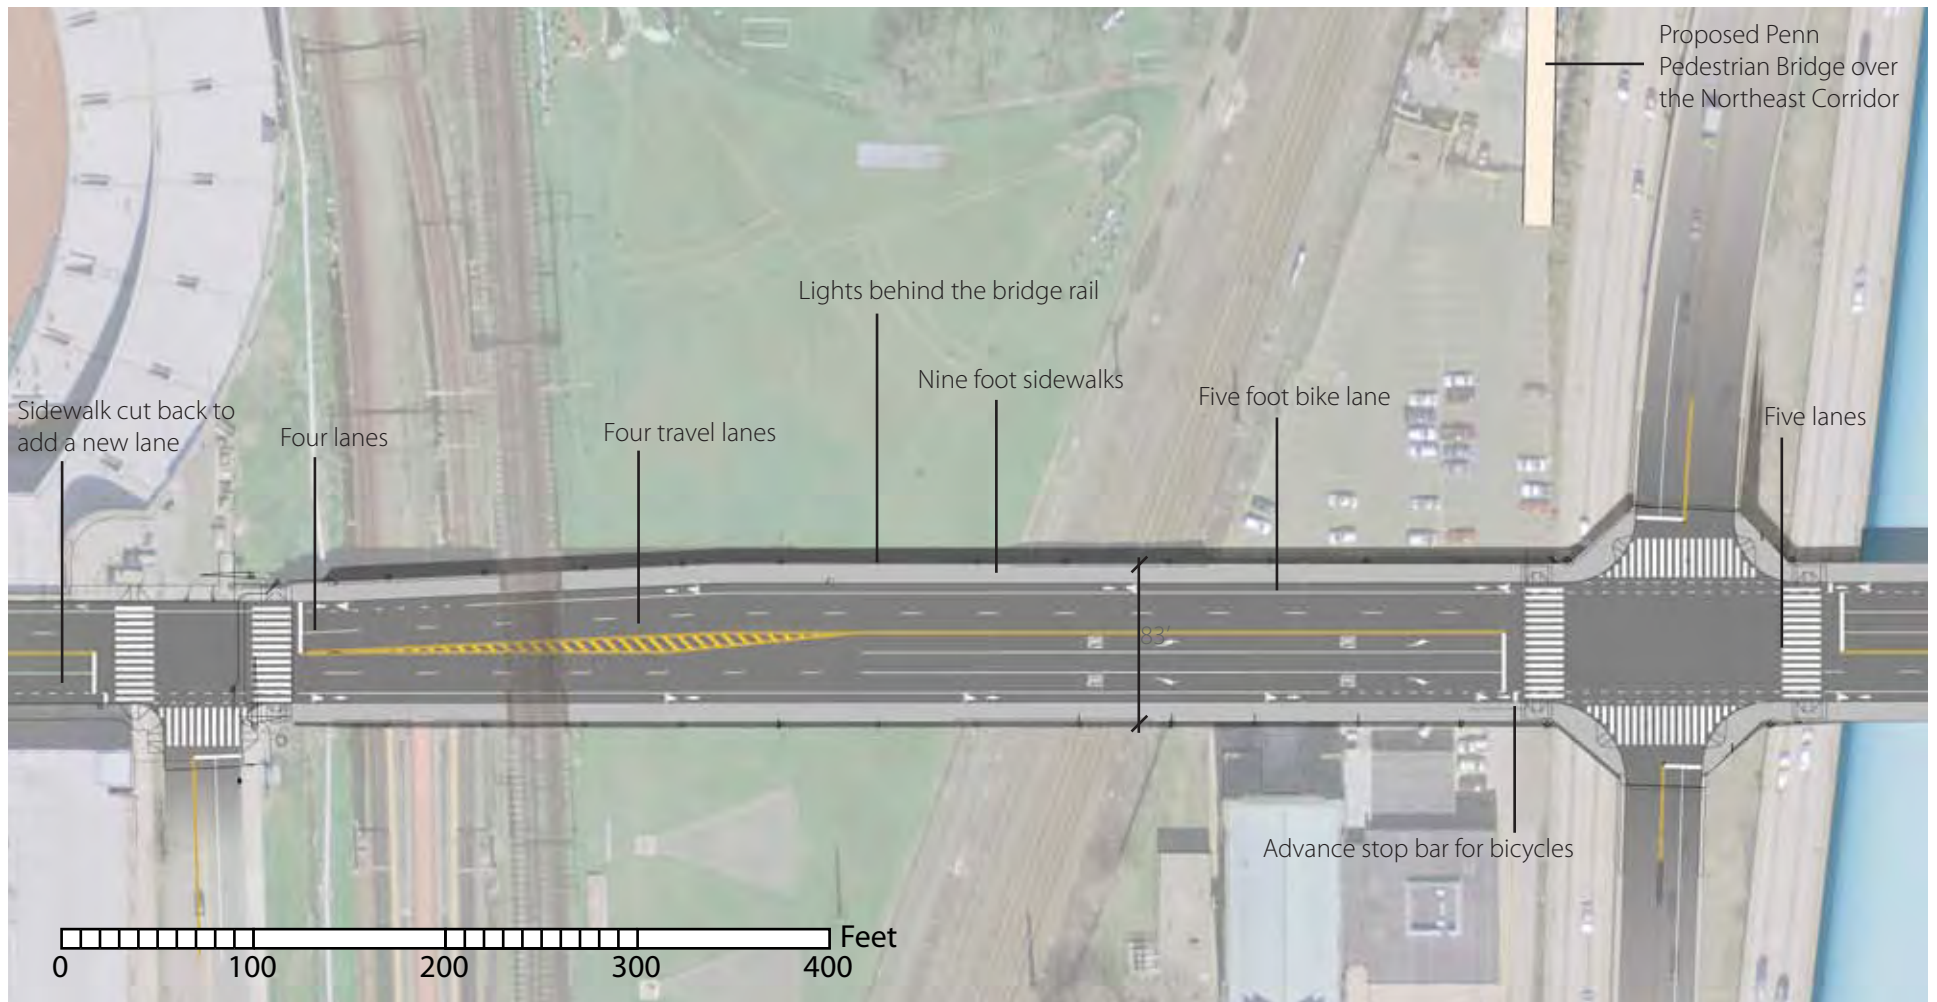 Proposed Penn
Pedestrian Bridge over
the Northeast Corridor
Lights behind the bridge rail
Nine foot sidewalks
Five foot bike lane
Sidewalk cut back to
add a new lane
Four lanes
Four travel lanes
Five lanes
83'
Advance stop bar for bicycles
Feet
0 100 200 300 400